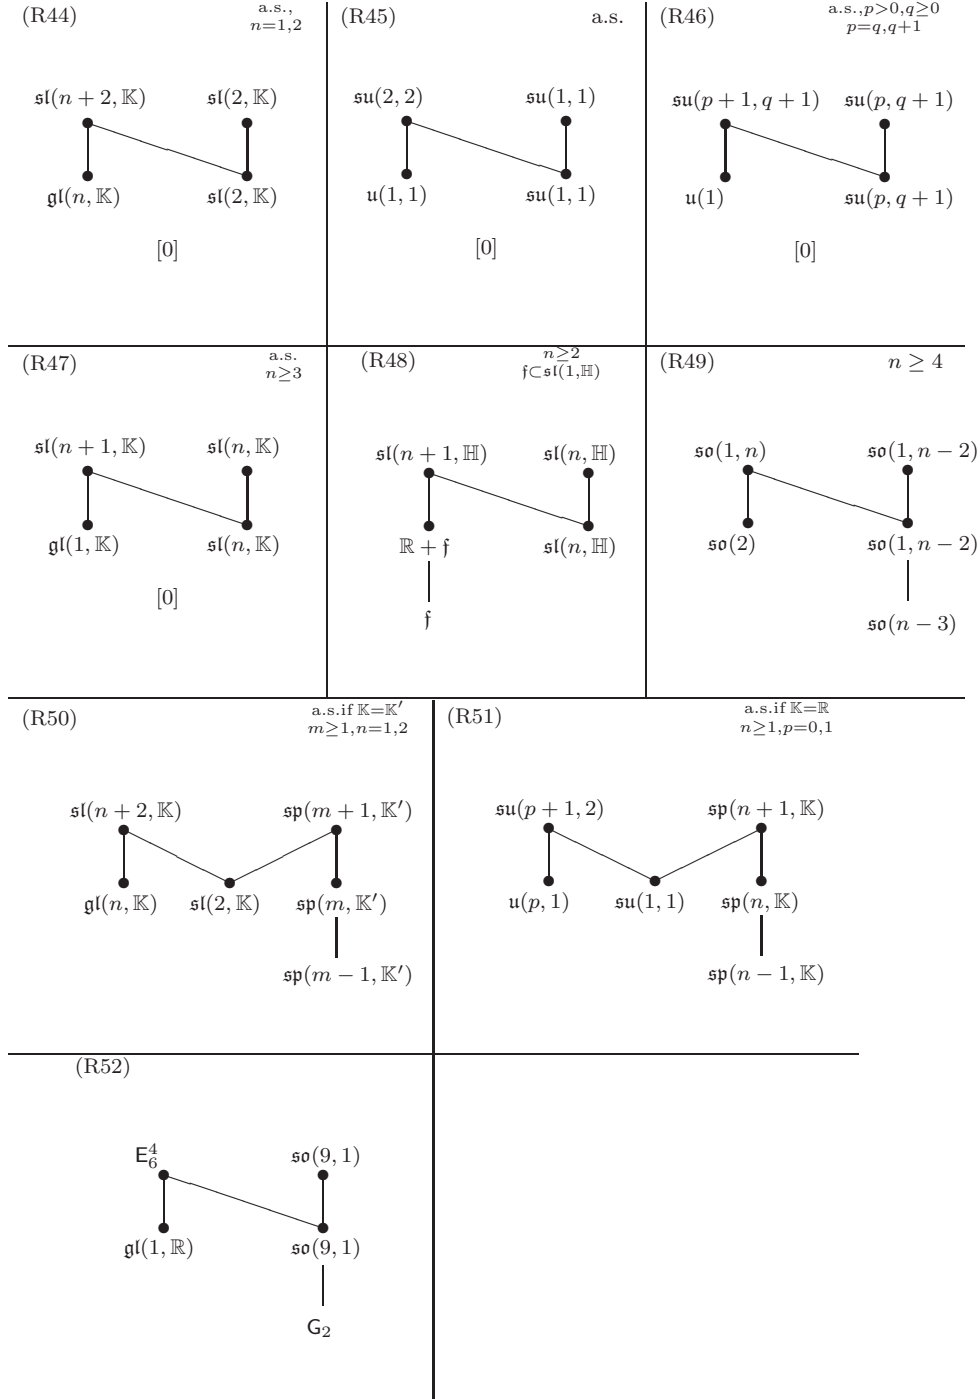 (R44) a.s., n=1,2
𝔰𝔩(n + 2, 𝕂) 𝔰𝔩(2, 𝕂)
𝔤𝔩(n, 𝕂) 𝔰𝔩(2, 𝕂)
[0]
(R45) a.s.
𝔰𝔲(2, 2) 𝔰𝔲(1, 1)
𝔲(1, 1) 𝔰𝔲(1, 1)
[0]
(R46) a.s.,p>0,q≥0
p=q,q+1
𝔰𝔲(p + 1, q + 1) 𝔰𝔲(p, q + 1)
𝔲(1) 𝔰𝔲(p, q + 1)
[0]
(R47) a.s.
n≥3
𝔰𝔩(n + 1, 𝕂) 𝔰𝔩(n, 𝕂)
𝔤𝔩(1, 𝕂) 𝔰𝔩(n, 𝕂)
[0]
(R48) n≥2
𝔣⊂𝔰𝔩(1,ℍ)
𝔰𝔩(n + 1, ℍ) 𝔰𝔩(n, ℍ)
ℝ + 𝔣 𝔰𝔩(n, ℍ)
𝔣
(R49) n ≥ 4
𝔰𝔬(1, n) 𝔰𝔬(1, n − 2)
𝔰𝔬(2) 𝔰𝔬(1, n − 2)
𝔰𝔬(n − 3)
(R50) a.s.if 𝕂=𝕂′
m≥1,n=1,2
𝔰𝔩(n + 2, 𝕂) 𝔰𝔭(m + 1, 𝕂′)
𝔤𝔩(n, 𝕂) 𝔰𝔩(2, 𝕂) 𝔰𝔭(m, 𝕂′)
𝔰𝔭(m − 1, 𝕂′)
(R51) a.s.if 𝕂=ℝ
n≥1,p=0,1
𝔰𝔲(p + 1, 2) 𝔰𝔭(n + 1, 𝕂)
𝔲(p, 1) 𝔰𝔲(1, 1) 𝔰𝔭(n, 𝕂)
𝔰𝔭(n − 1, 𝕂)
(R52)
E₆⁴ 𝔰𝔬(9, 1)
𝔤𝔩(1, ℝ) 𝔰𝔬(9, 1)
G₂